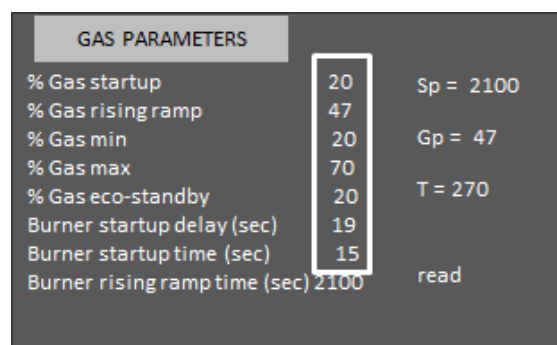 GAS PARAMETERS
% Gas startup 20
% Gas rising ramp 47
% Gas min 20
% Gas max 70
% Gas eco-standby 20
Burner startup delay (sec) 19
Burner startup time (sec) 15
Burner rising ramp time (sec) 2100
Sp = 2100
Gp = 47
T = 270
read